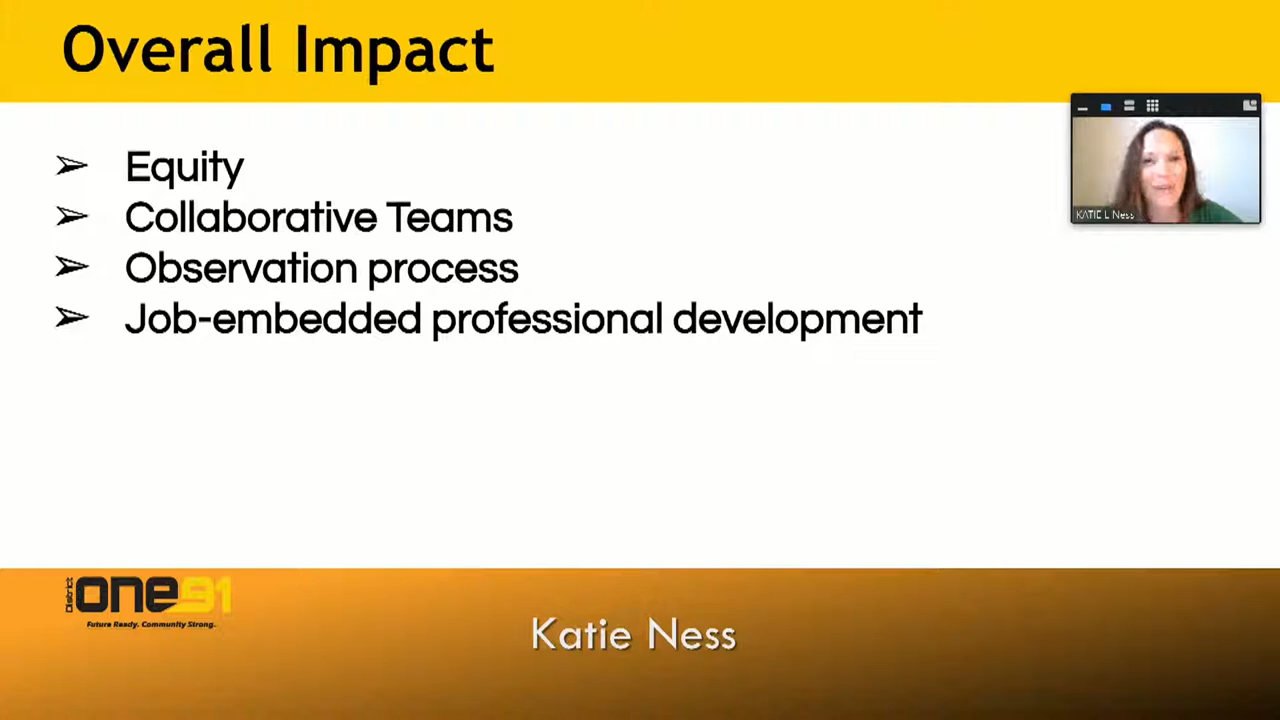 Overall Impact
Equity
Collaborative Teams
Observation process
Job-embedded professional development
KATIE L Ness
District one91
Future Ready. Community Strong.
Katie Ness